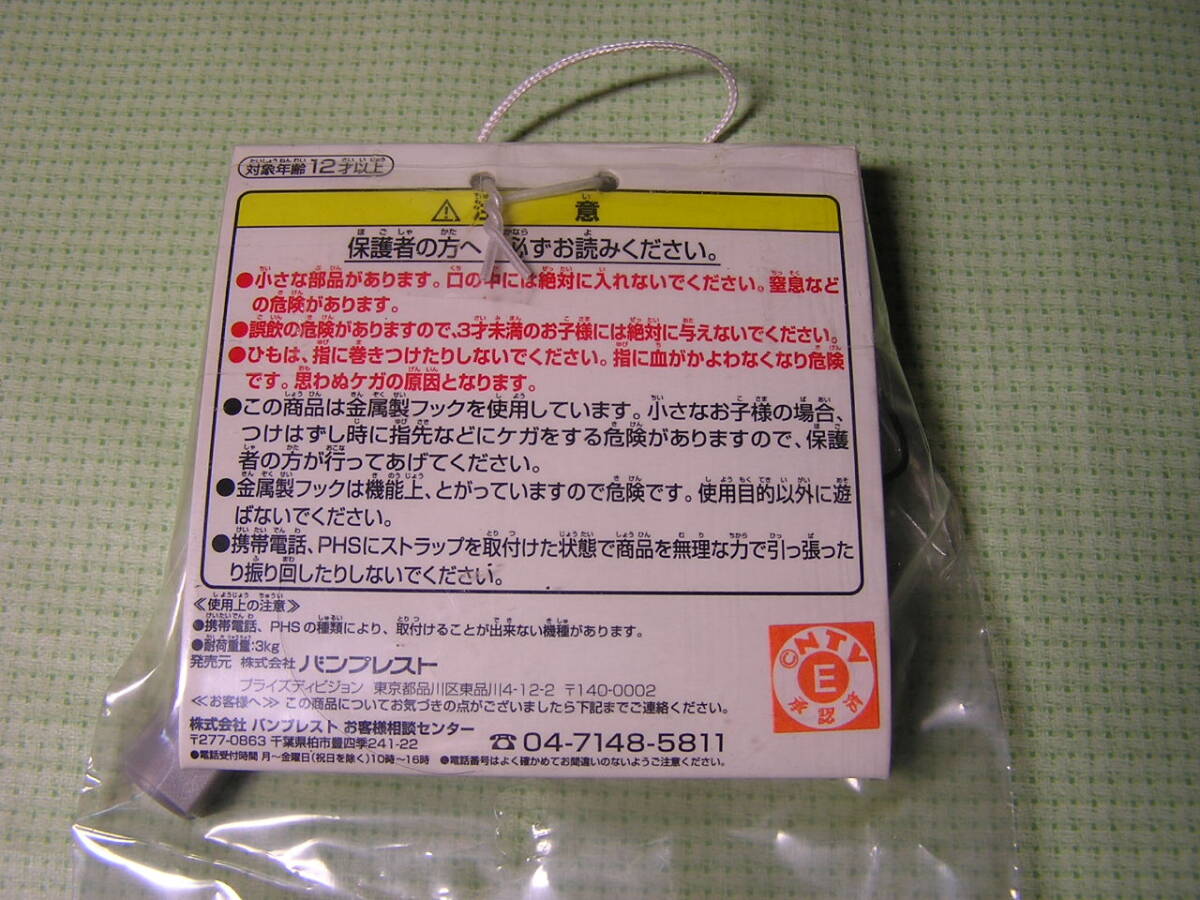 対象年齢12才以上
意
保護者の方へ 必ずお読みください。
●小さな部品があります。口の中には絶対に入れないでください。窒息など
の危険があります。
●誤飲の危険がありますので、3才未満のお子様には絶対に与えないでください。
●ひもは、指に巻きつけたりしないでください。指に血がかよわなくなり危険
です。思わぬケガの原因となります。
●この商品は金属製フックを使用しています。小さなお子様の場合、
つけはずし時に指先などにケガをする危険がありますので、保護
者の方が行ってあげてください。
●金属製フックは機能上、とがっていますので危険です。使用目的以外に遊
ばないでください。
●携帯電話、PHSにストラップを取付けた状態で商品を無理な力で引っ張った
り振り回したりしないでください。
≪使用上の注意≫
●携帯電話、PHSの種類により、取付けることが出来ない機種があります。
●耐荷重量:3kg
発売元 株式会社 バンプレスト
プライズディビジョン 東京都品川区東品川4-12-2 〒140-0002
≪お客様へ≫ この商品についてお気づきの点がございましたら下記までご連絡ください。
株式会社 バンプレスト お客様相談センター
〒277-0863 千葉県柏市豊四季241-22 ☎04-7148-5811
●電話受付時間 月～金曜日(祝日を除く)10時～16時 ●電話番号はよく確かめてお間違いのないようご注意ください。
©NTV
E
承認済